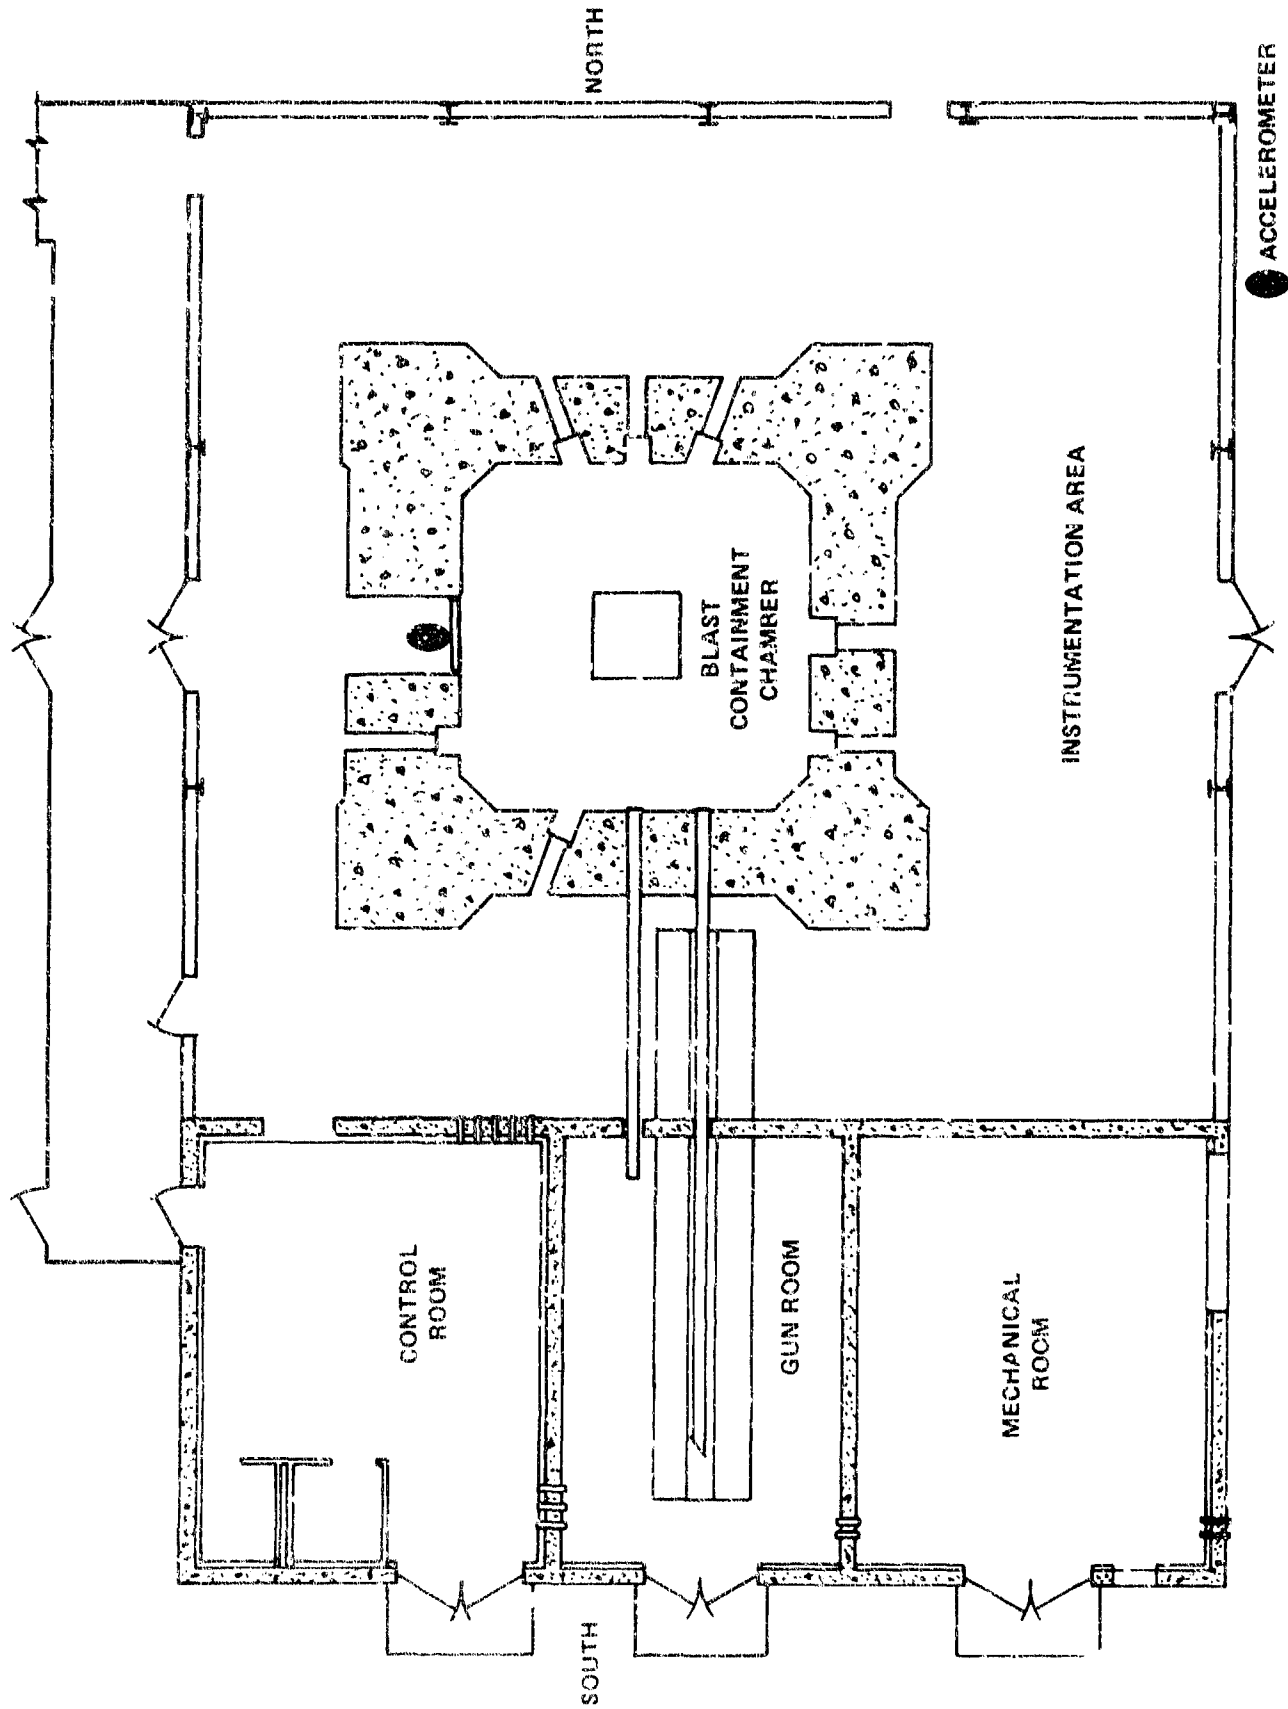 SOUTH
NORTH
CONTROL
ROOM
GUN ROOM
MECHANICAL
ROOM
BLAST
CONTAINMENT
CHAMBER
INSTRUMENTATION AREA
ACCELEROMETER